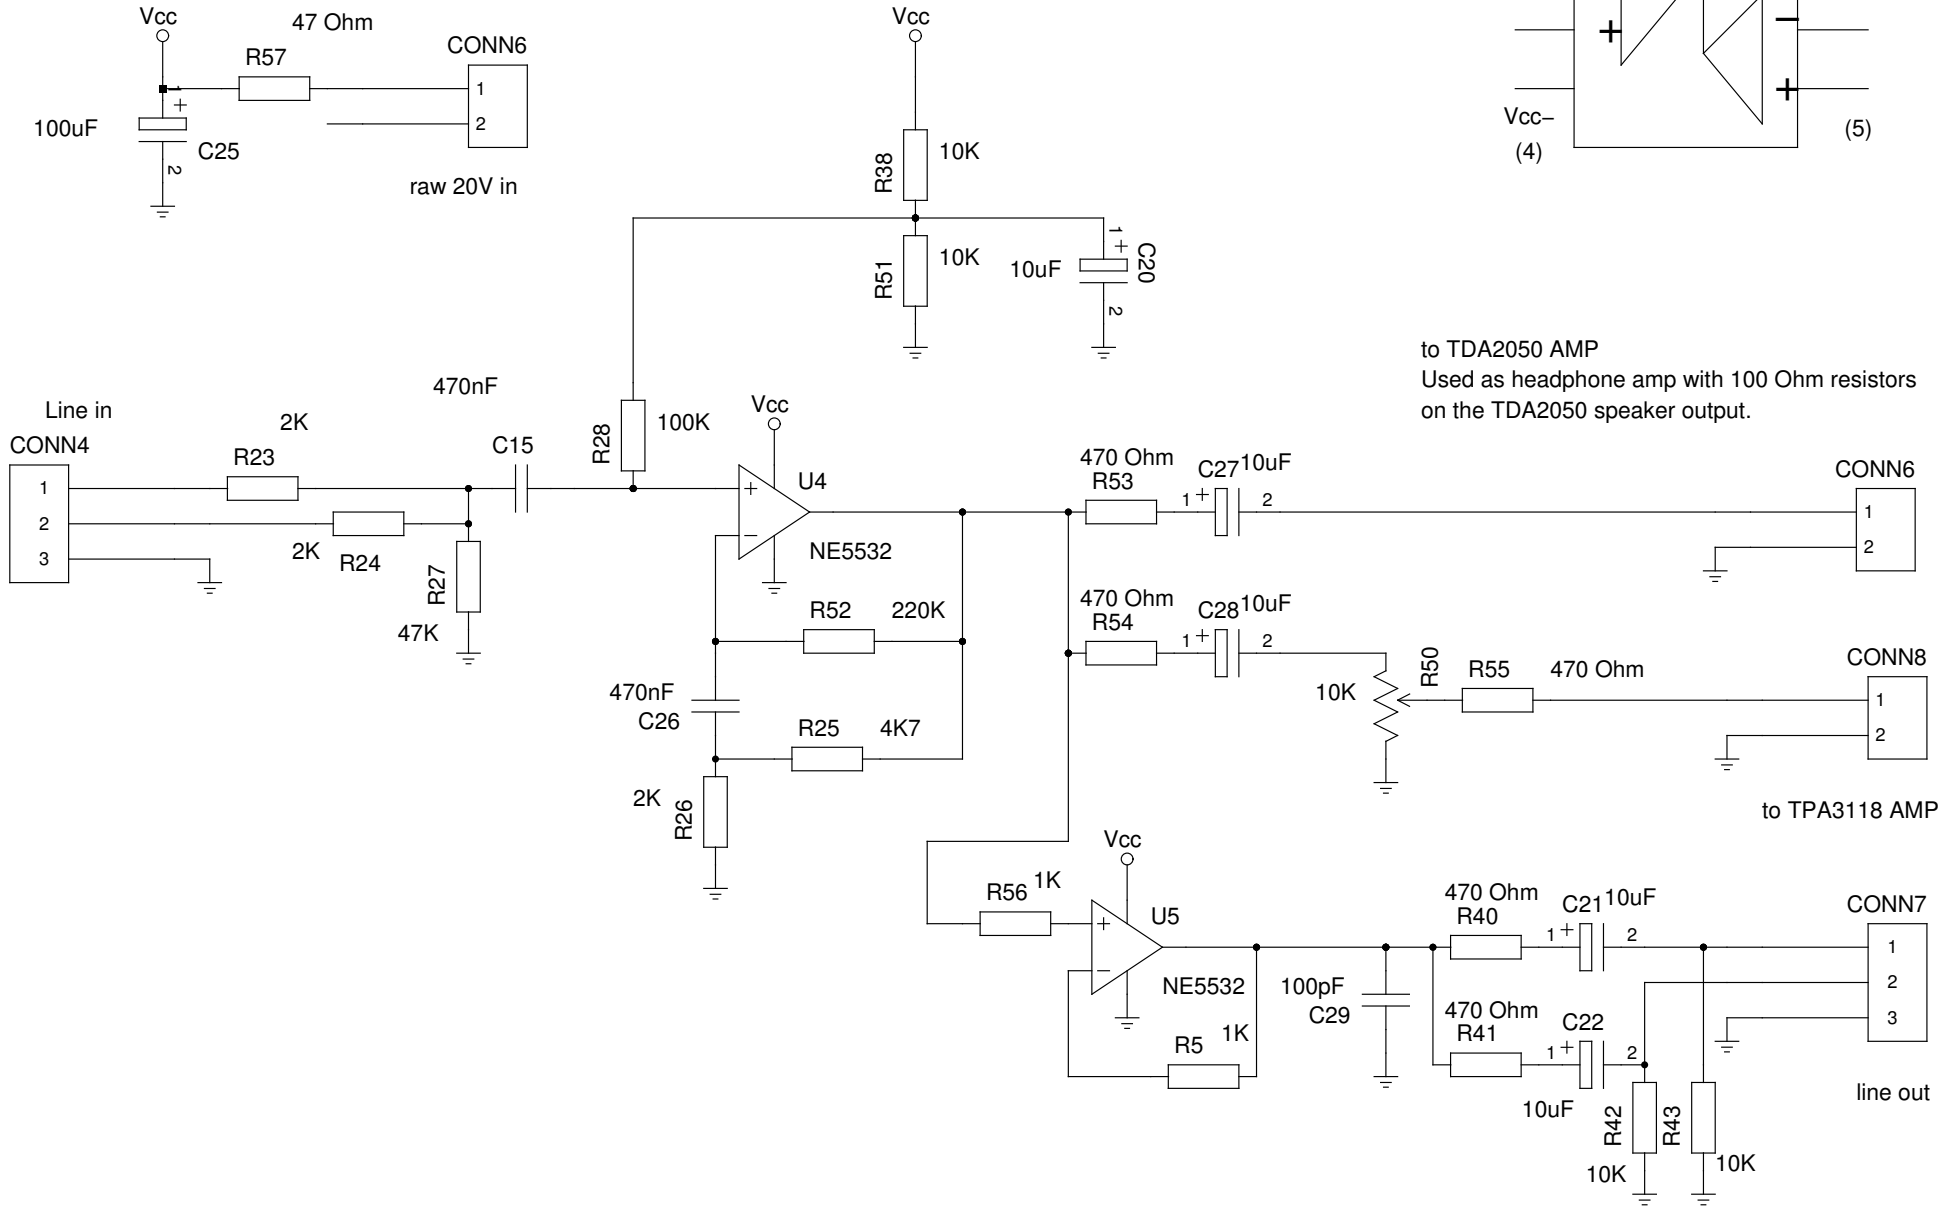 Vcc
47 Ohm
R57
CONN6
1
2
1
+
100uF
C25
2
raw 20V in
Vcc
R38
10K
R51
10K
10uF
1
+
C20
2
+
−
+
Vcc−
(4)
(5)
to TDA2050 AMP
Used as headphone amp with 100 Ohm resistors
on the TDA2050 speaker output.
Line in
CONN4
1
2
3
2K
R23
2K
R24
470nF
C15
R27
47K
R28
100K
Vcc
+
−
U4
NE5532
R52
220K
470nF
C26
R25
4K7
2K
R26
470 Ohm
R53
C27
10uF
1
+
2
CONN6
1
2
470 Ohm
R54
C28
10uF
1
+
2
10K
R50
R55
470 Ohm
CONN8
1
2
to TPA3118 AMP
R56
1K
Vcc
+
−
U5
NE5532
R5
1K
100pF
C29
470 Ohm
R40
C21
10uF
1
+
2
470 Ohm
R41
C22
1
+
2
10uF
R42
10K
R43
10K
CONN7
1
2
3
line out